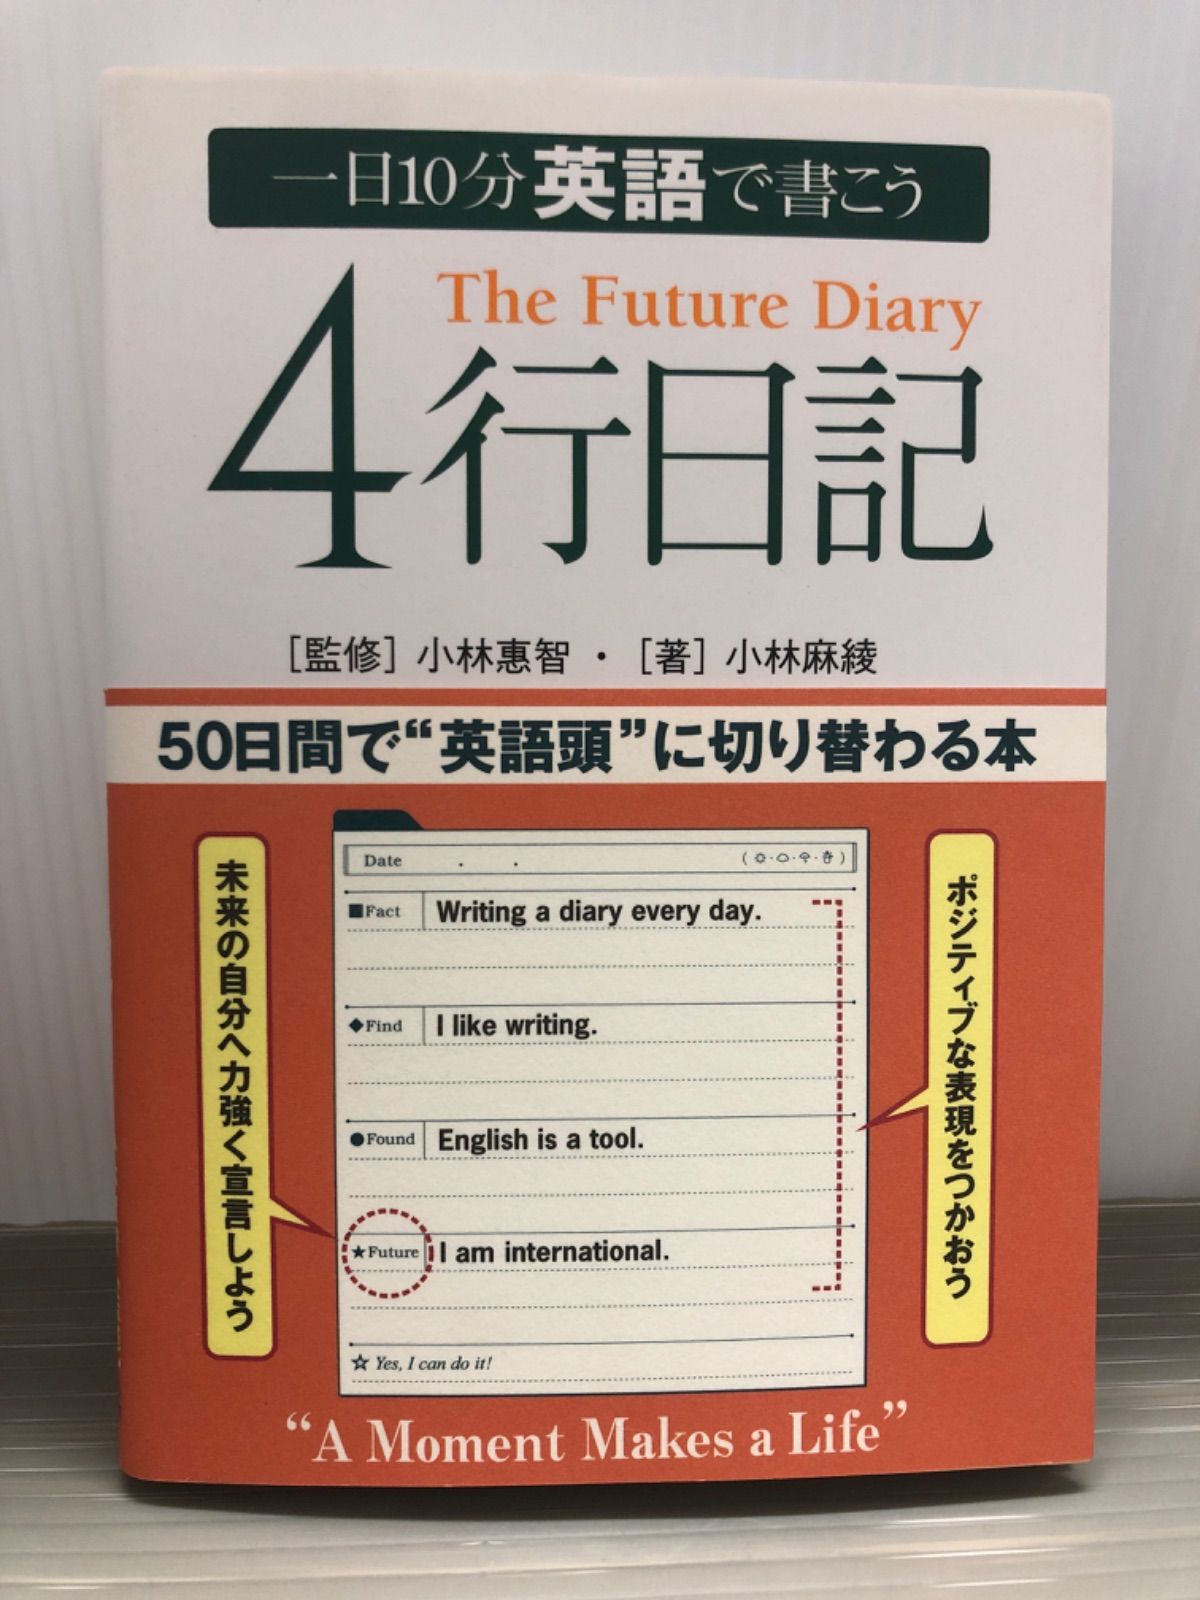 一日10分英語で書こう
The Future Diary
4行日記
［監修］小林惠智・［著］小林麻綾
50日間で“英語頭”に切り替わる本
未来の自分へ力強く宣言しよう
Date . .
■Fact Writing a diary every day.
◆Find I like writing.
●Found English is a tool.
★Future I am international.
☆ Yes, I can do it!
ポジティブな表現をつかおう
“A Moment Makes a Life”